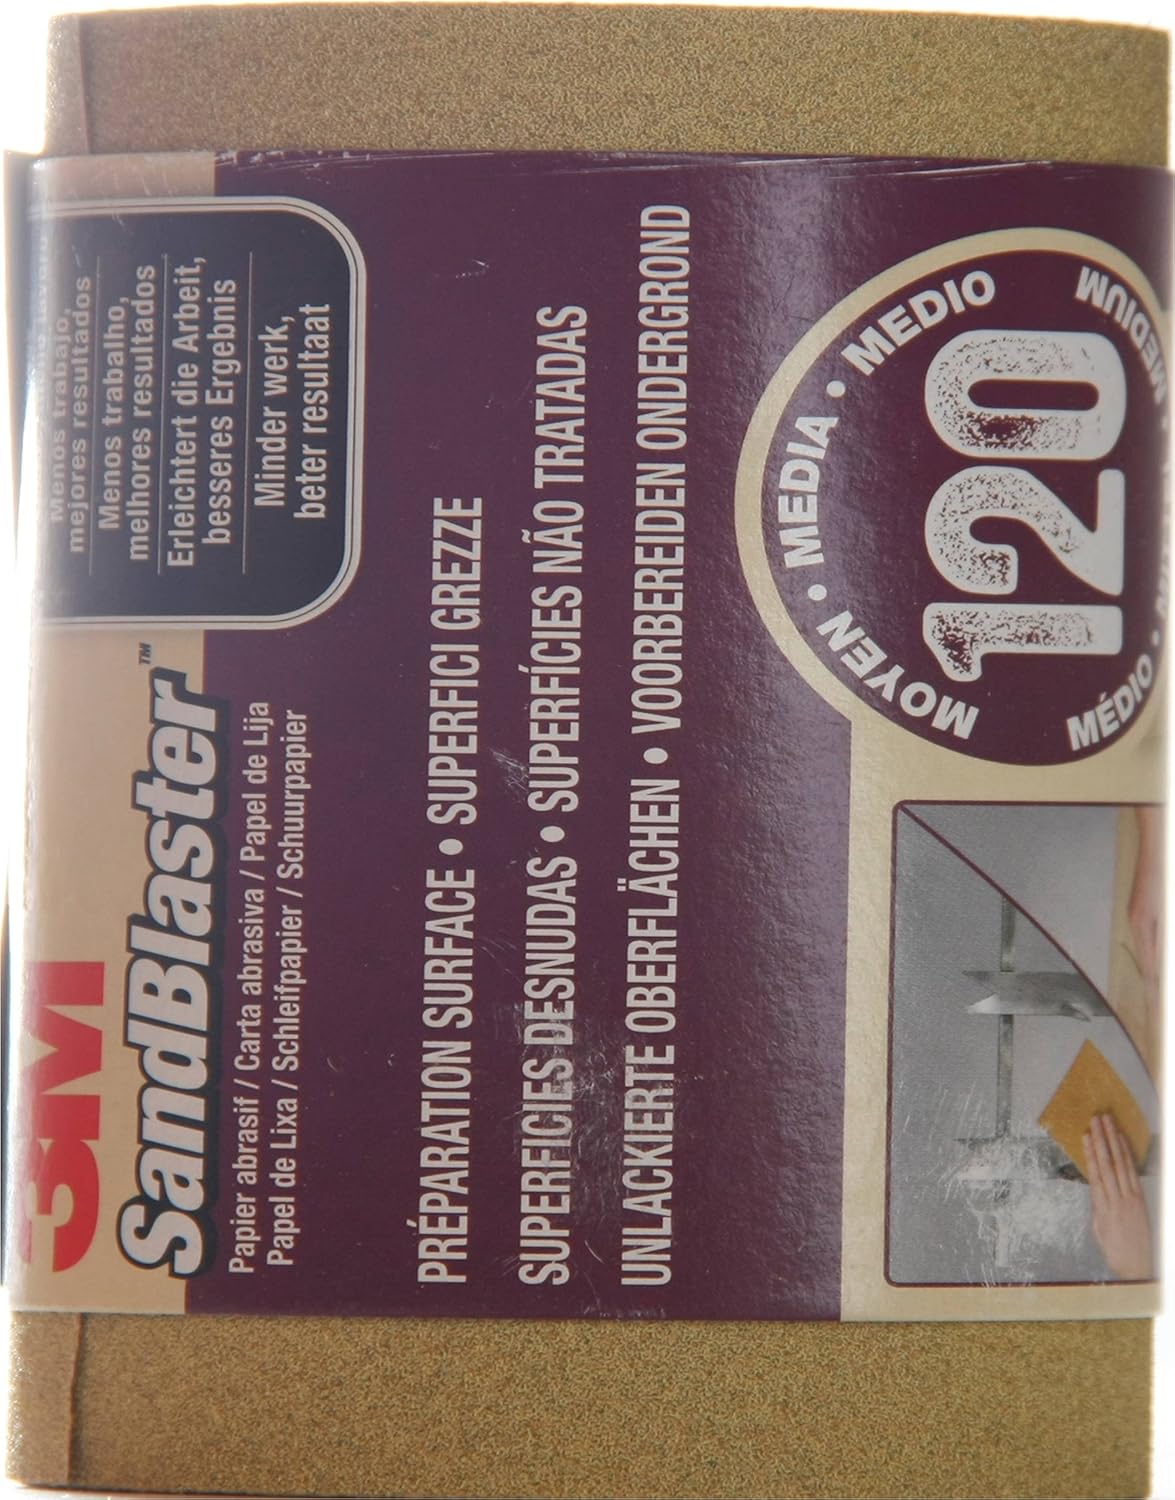 3M
SandBlaster™
Papier abrasif / Carta abrasiva / Papel de Lija
Papel de Lixa / Schleifpapier / Schuurpapier
Menos trabajo,
mejores resultados
Menos trabalho,
melhores resultados
Erleichtert die Arbeit,
besseres Ergebnis
Minder werk,
beter resultaat
PRÉPARATION SURFACE • SUPERFICI GREZZE
SUPERFICIES DESNUDAS • SUPERFÍCIES NÃO TRATADAS
UNLACKIERTE OBERFLÄCHEN • VOORBEREIDEN ONDERGROND
MOYEN • MEDIA • MEDIO
120
MÉDIO •
MEDIUM
MEDIUM